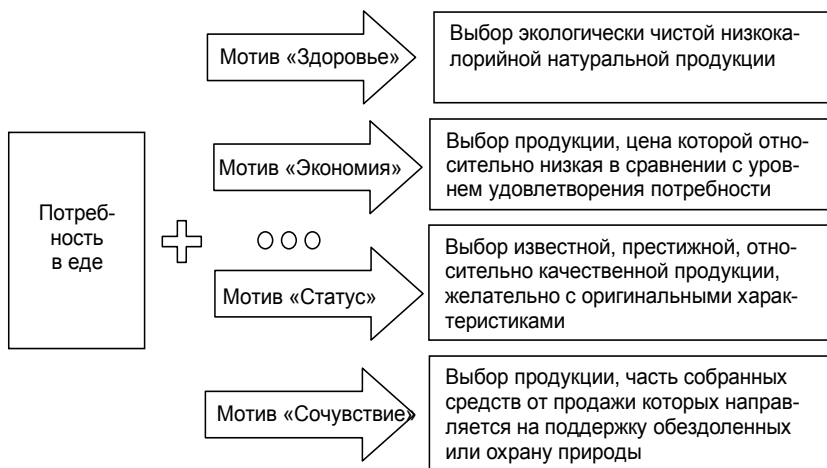 Мотив «Здоровье»
Выбор экологически чистой низкока-
лорийной натуральной продукции
Потреб-
ность
в еде
Мотив «Экономия»
Выбор продукции, цена которой отно-
сительно низкая в сравнении с уров-
нем удовлетворения потребности
Мотив «Статус»
Выбор известной, престижной, отно-
сительно качественной продукции,
желательно с оригинальными харак-
теристиками
Мотив «Сочувствие»
Выбор продукции, часть собранных
средств от продажи которых направ-
ляется на поддержку обездоленных
или охрану природы